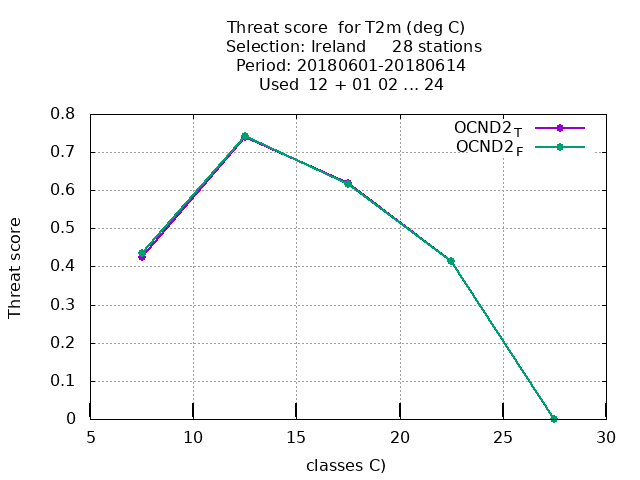 Threat score for T2m (deg C)
Selection: Ireland 28 stations
Period: 20180601-20180614
Used 12 + 01 02 ... 24
OCND2T
OCND2F
0.8
0.7
0.6
0.5
0.4
0.3
0.2
0.1
0
Threat score
5 10 15 20 25 30
classes C)